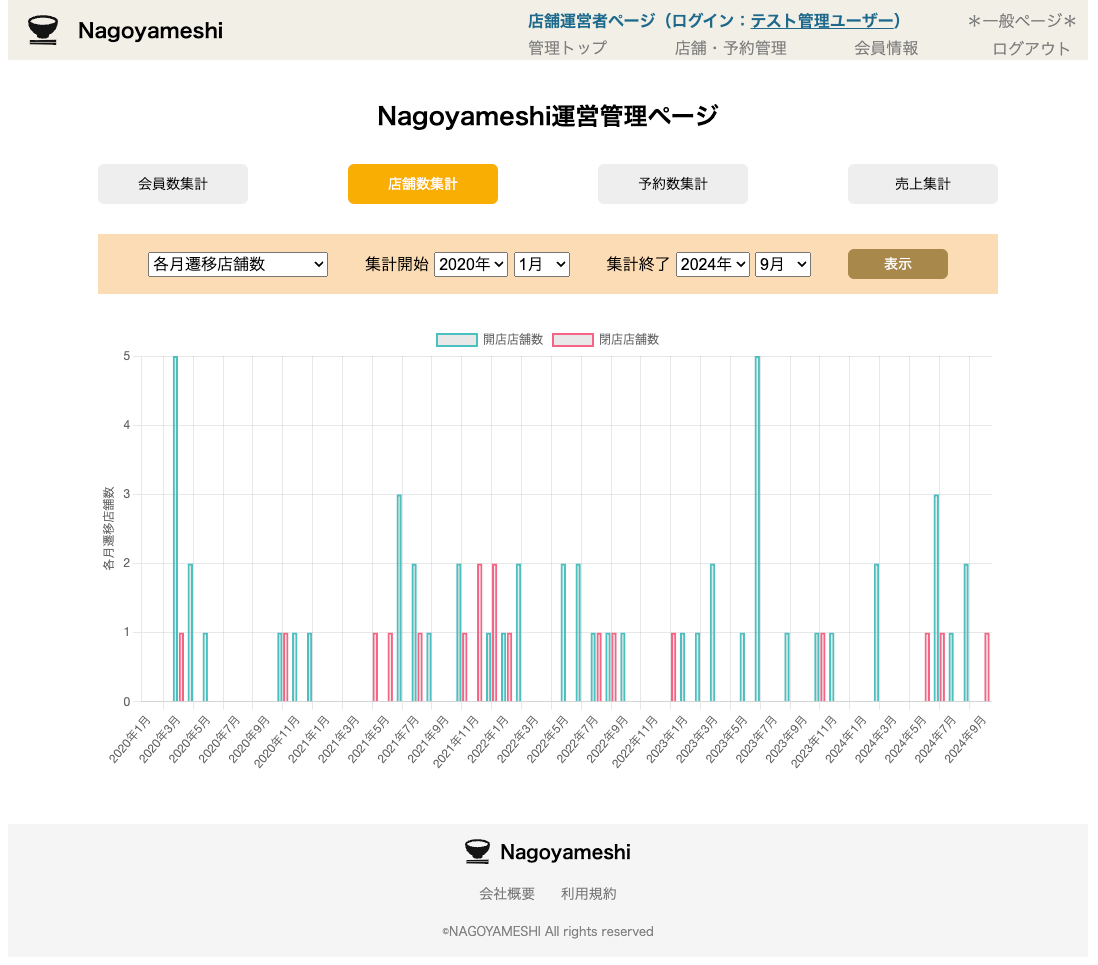 Nagoyameshi
店舗運営者ページ（ログイン：テスト管理ユーザー）
＊一般ページ＊
管理トップ
店舗・予約管理
会員情報
ログアウト
Nagoyameshi運営管理ページ
会員数集計
店舗数集計
予約数集計
売上集計
各月遷移店舗数
集計開始 2020年 1月
集計終了 2024年 9月
表示
開店店舗数
閉店店舗数
各月遷移店舗数
5
4
3
2
1
0
2020年1月
2020年3月
2020年5月
2020年7月
2020年9月
2020年11月
2021年1月
2021年3月
2021年5月
2021年7月
2021年9月
2021年11月
2022年1月
2022年3月
2022年5月
2022年7月
2022年9月
2022年11月
2023年1月
2023年3月
2023年5月
2023年7月
2023年9月
2023年11月
2024年1月
2024年3月
2024年5月
2024年7月
2024年9月
Nagoyameshi
会社概要
利用規約
©NAGOYAMESHI All rights reserved